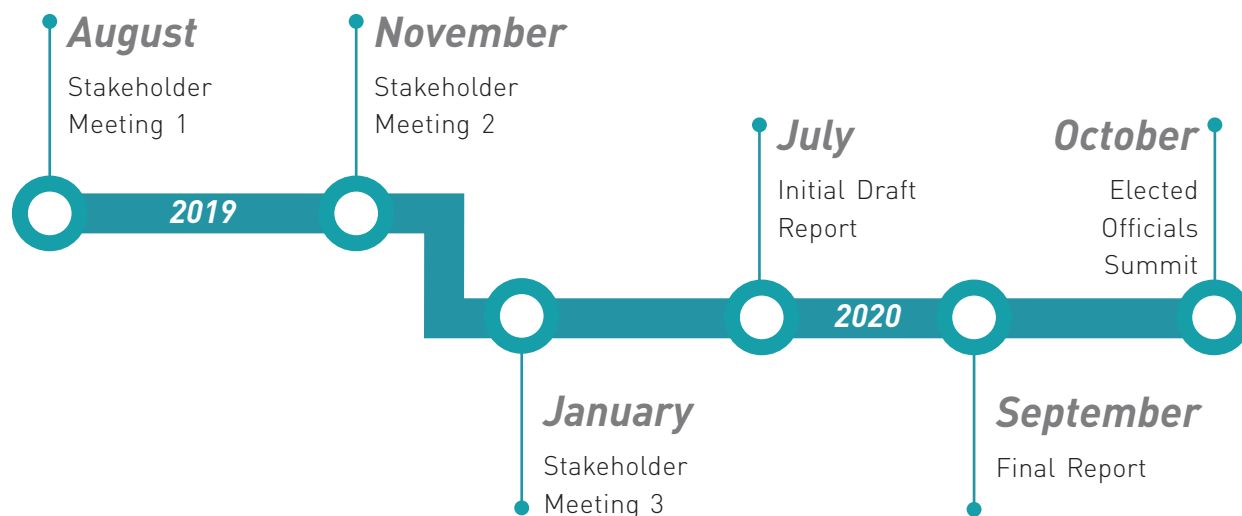 August
Stakeholder
Meeting 1
November
Stakeholder
Meeting 2
2019
January
Stakeholder
Meeting 3
July
Initial Draft
Report
2020
September
Final Report
October
Elected
Officials
Summit